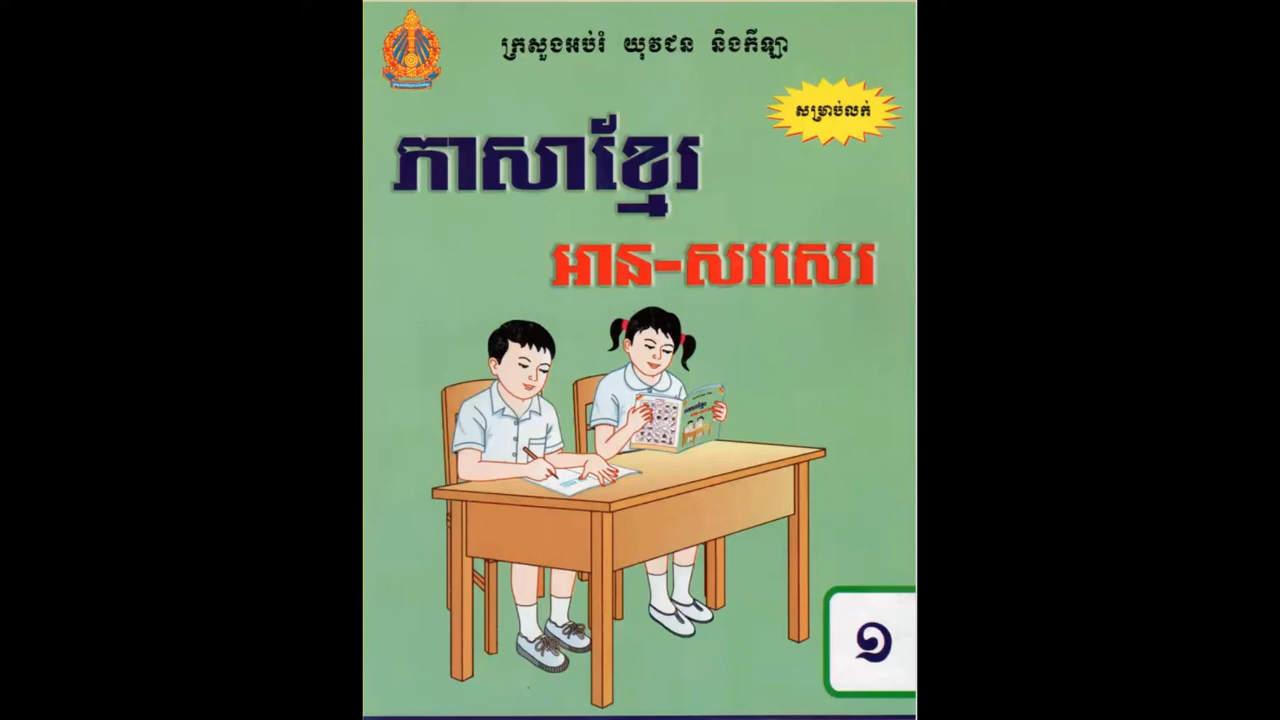 ក្រសួងអប់រំ យុវជន និងកីឡា
សម្រាប់លក់
ភាសាខ្មែរ
អាន-សរសេរ
១